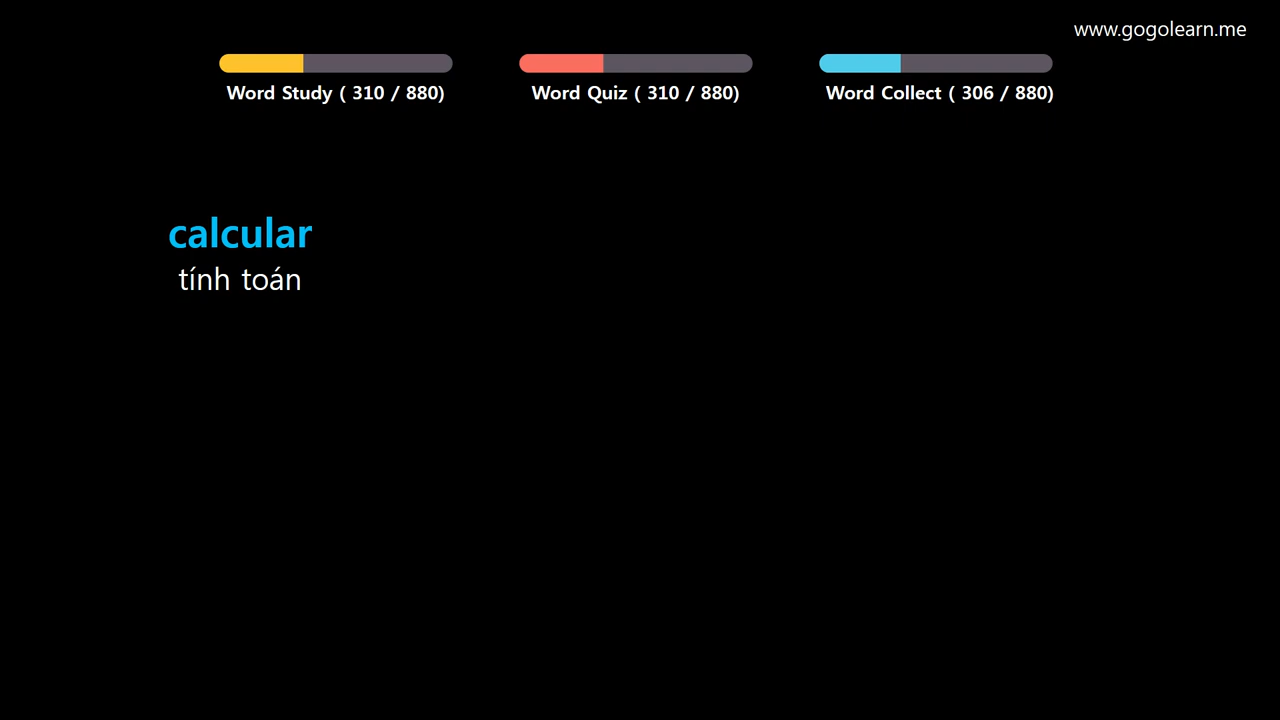 www.gogolearn.me
Word Study ( 310 / 880)
Word Quiz ( 310 / 880)
Word Collect ( 306 / 880)
calcular
tính toán